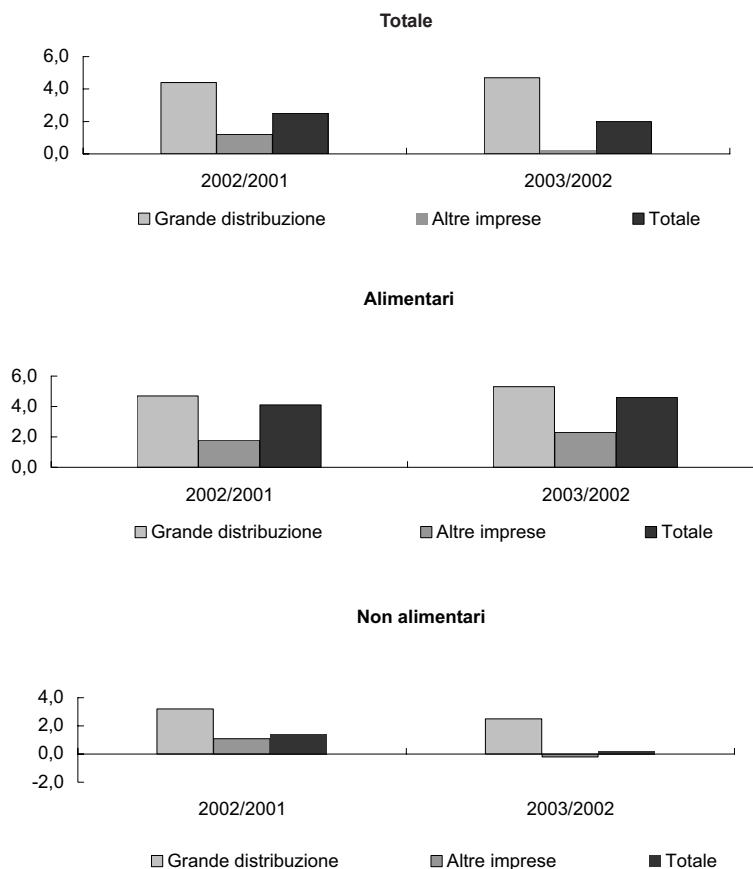 Totale
6,0
4,0
2,0
0,0
2002/2001 2003/2002
Grande distribuzione Altre imprese Totale
Alimentari
6,0
4,0
2,0
0,0
2002/2001 2003/2002
Grande distribuzione Altre imprese Totale
Non alimentari
4,0
2,0
0,0
-2,0
2002/2001 2003/2002
Grande distribuzione Altre imprese Totale